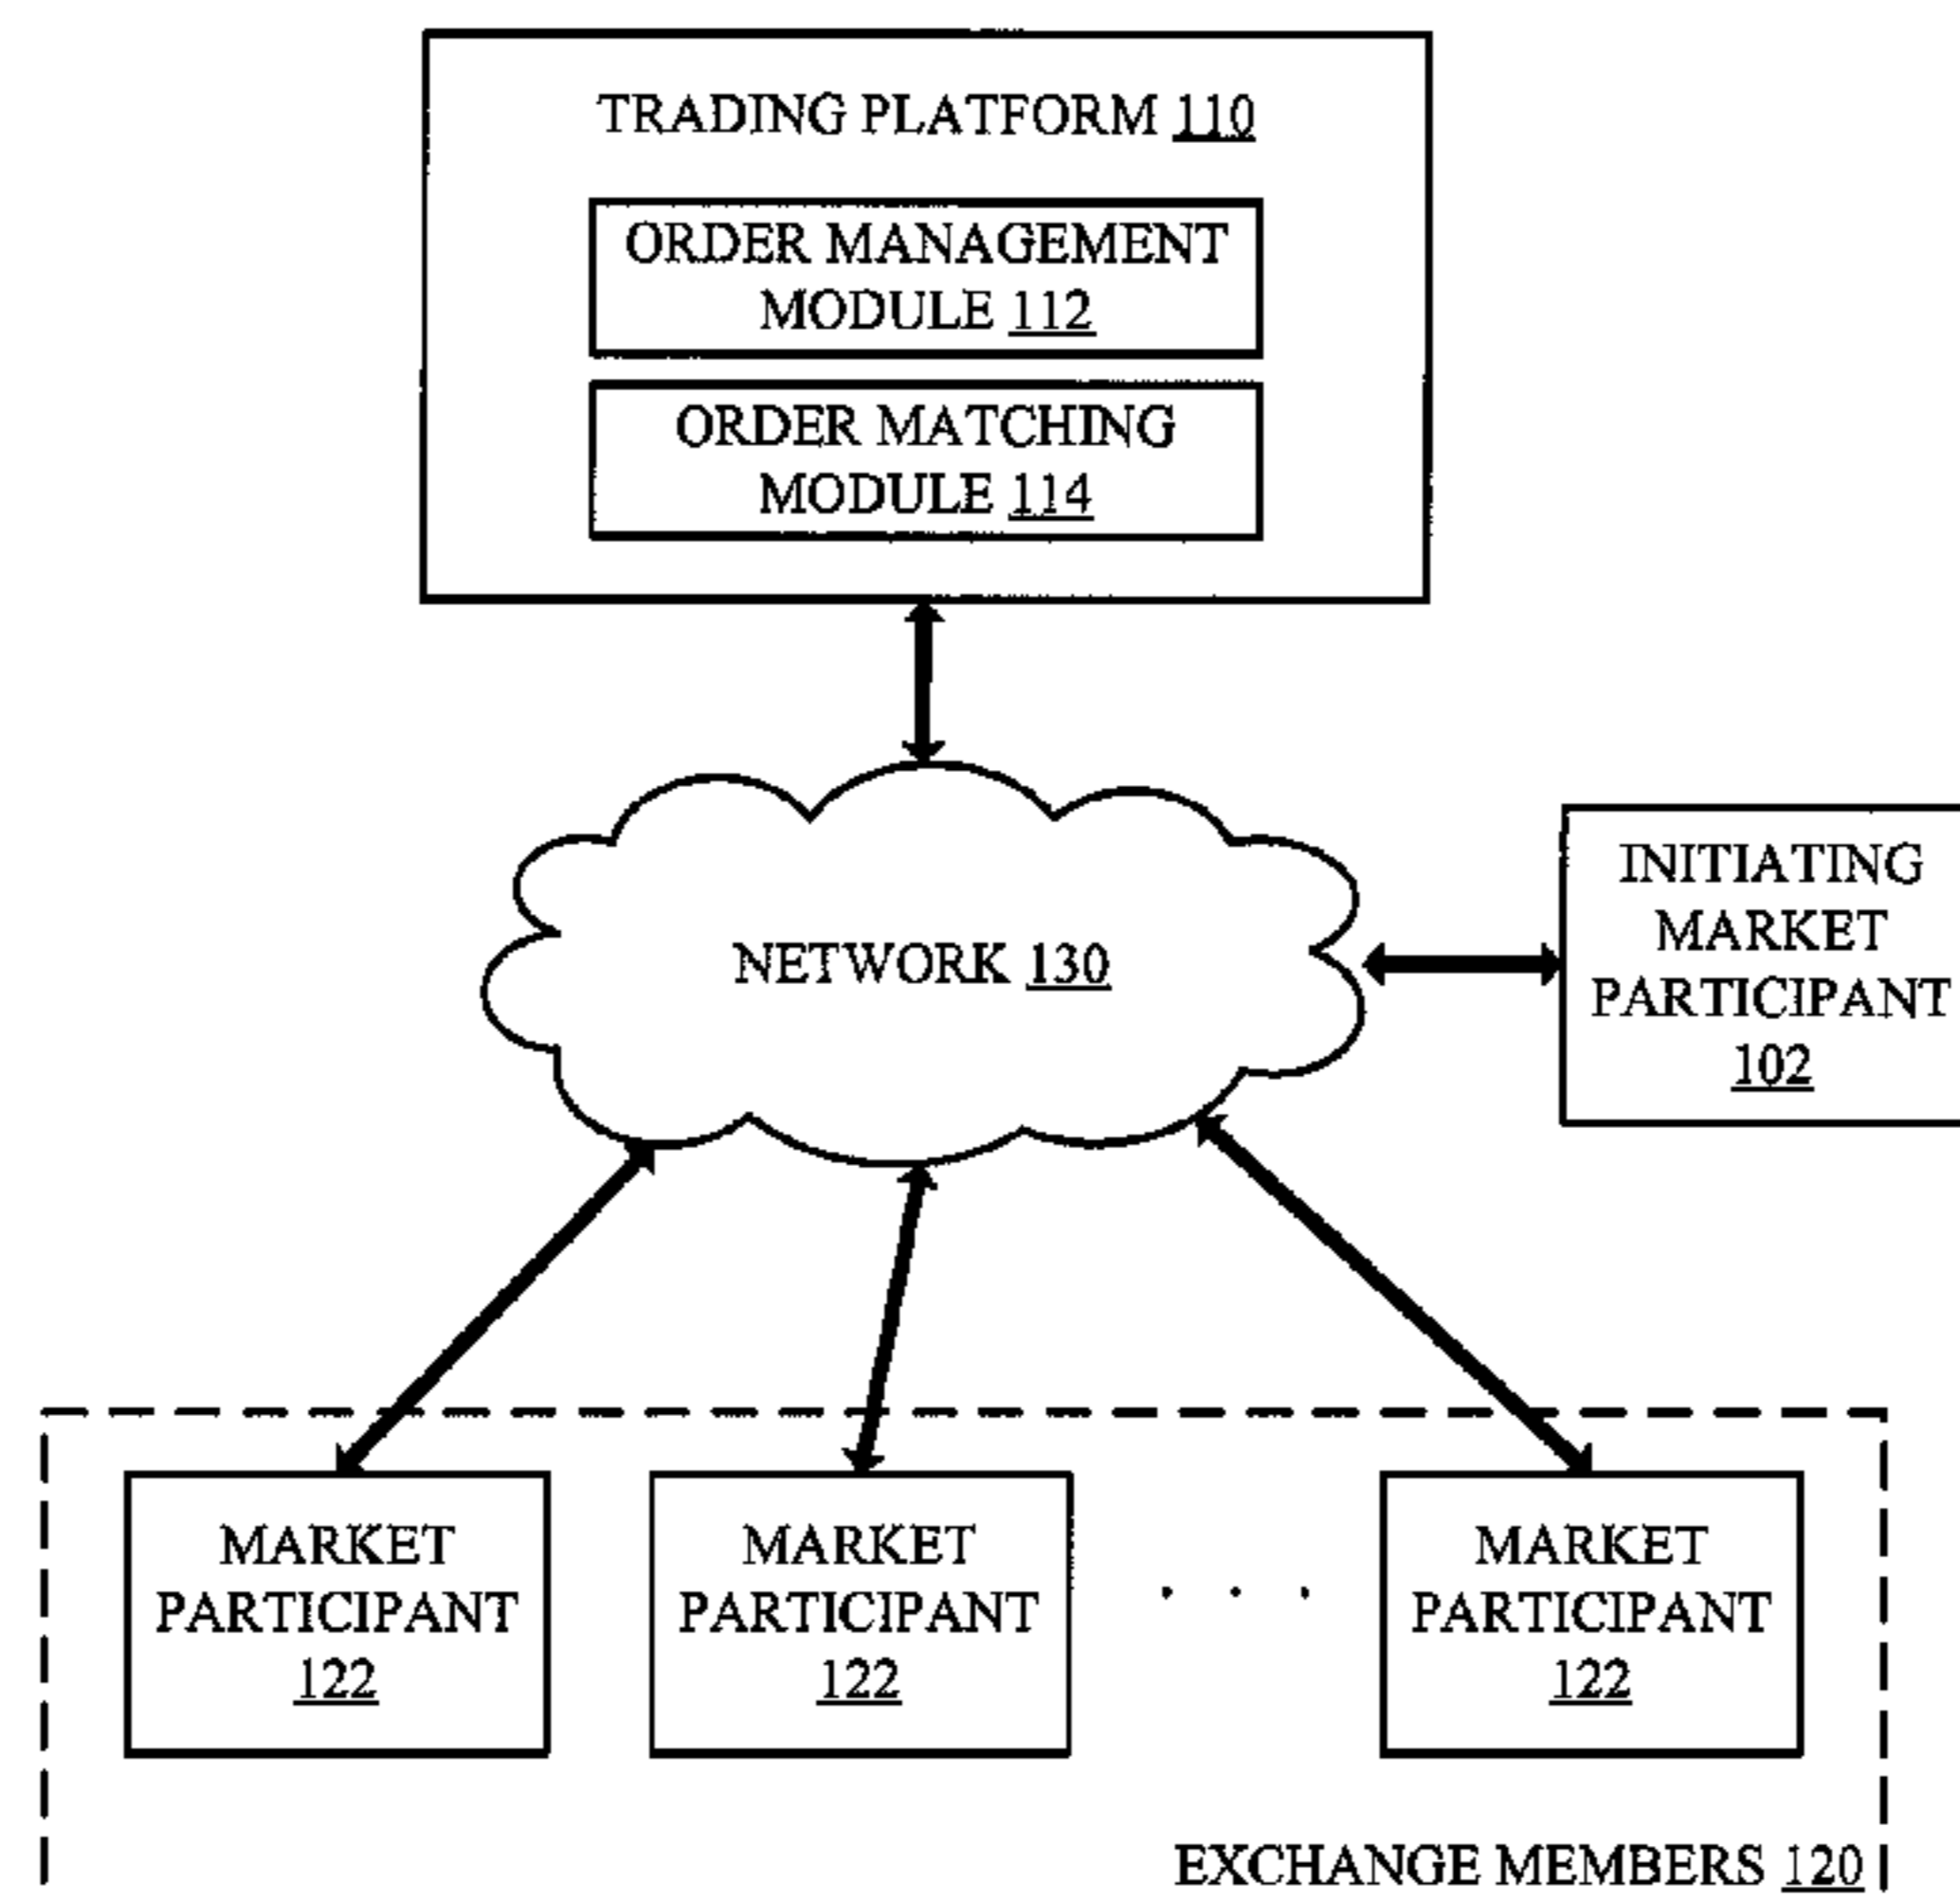 TRADING PLATFORM 110
ORDER MANAGEMENT
MODULE 112
ORDER MATCHING
MODULE 114
NETWORK 130
INITIATING
MARKET
PARTICIPANT
102
MARKET
PARTICIPANT
122
MARKET
PARTICIPANT
122
. . .
MARKET
PARTICIPANT
122
EXCHANGE MEMBERS 120